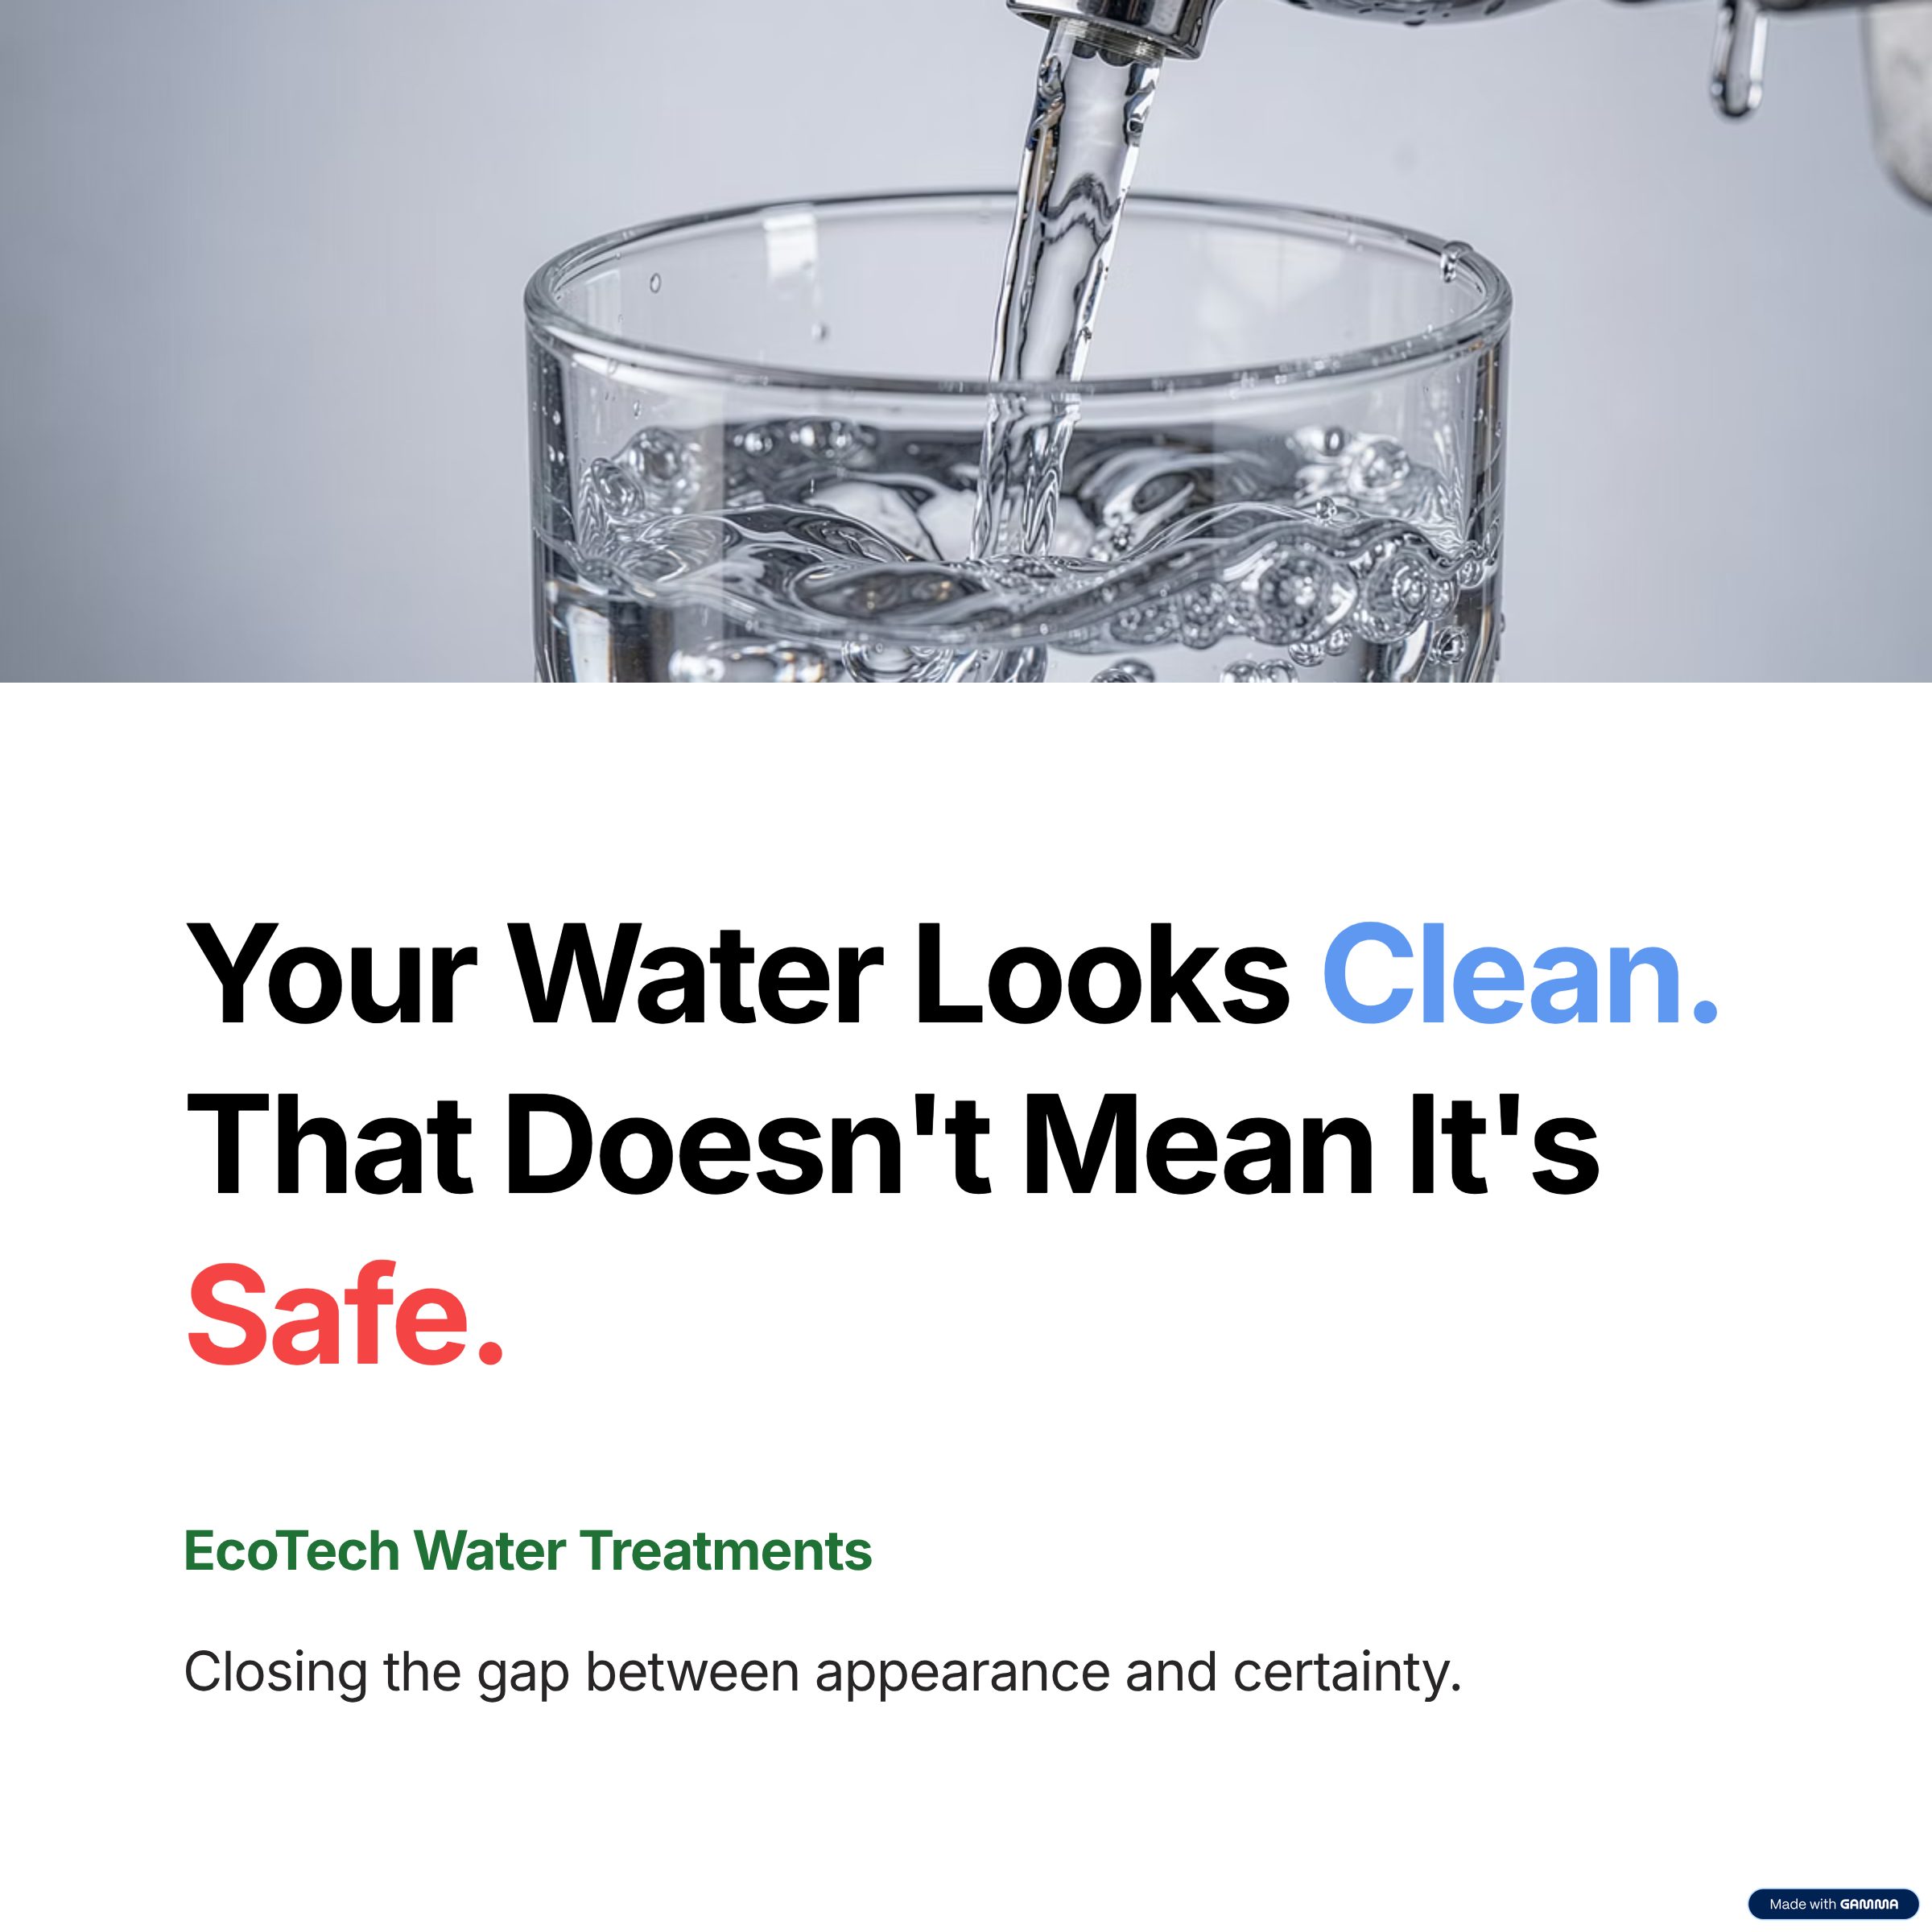 Your Water Looks Clean.
That Doesn't Mean It's
Safe.
EcoTech Water Treatments
Closing the gap between appearance and certainty.
Made with GAMMA